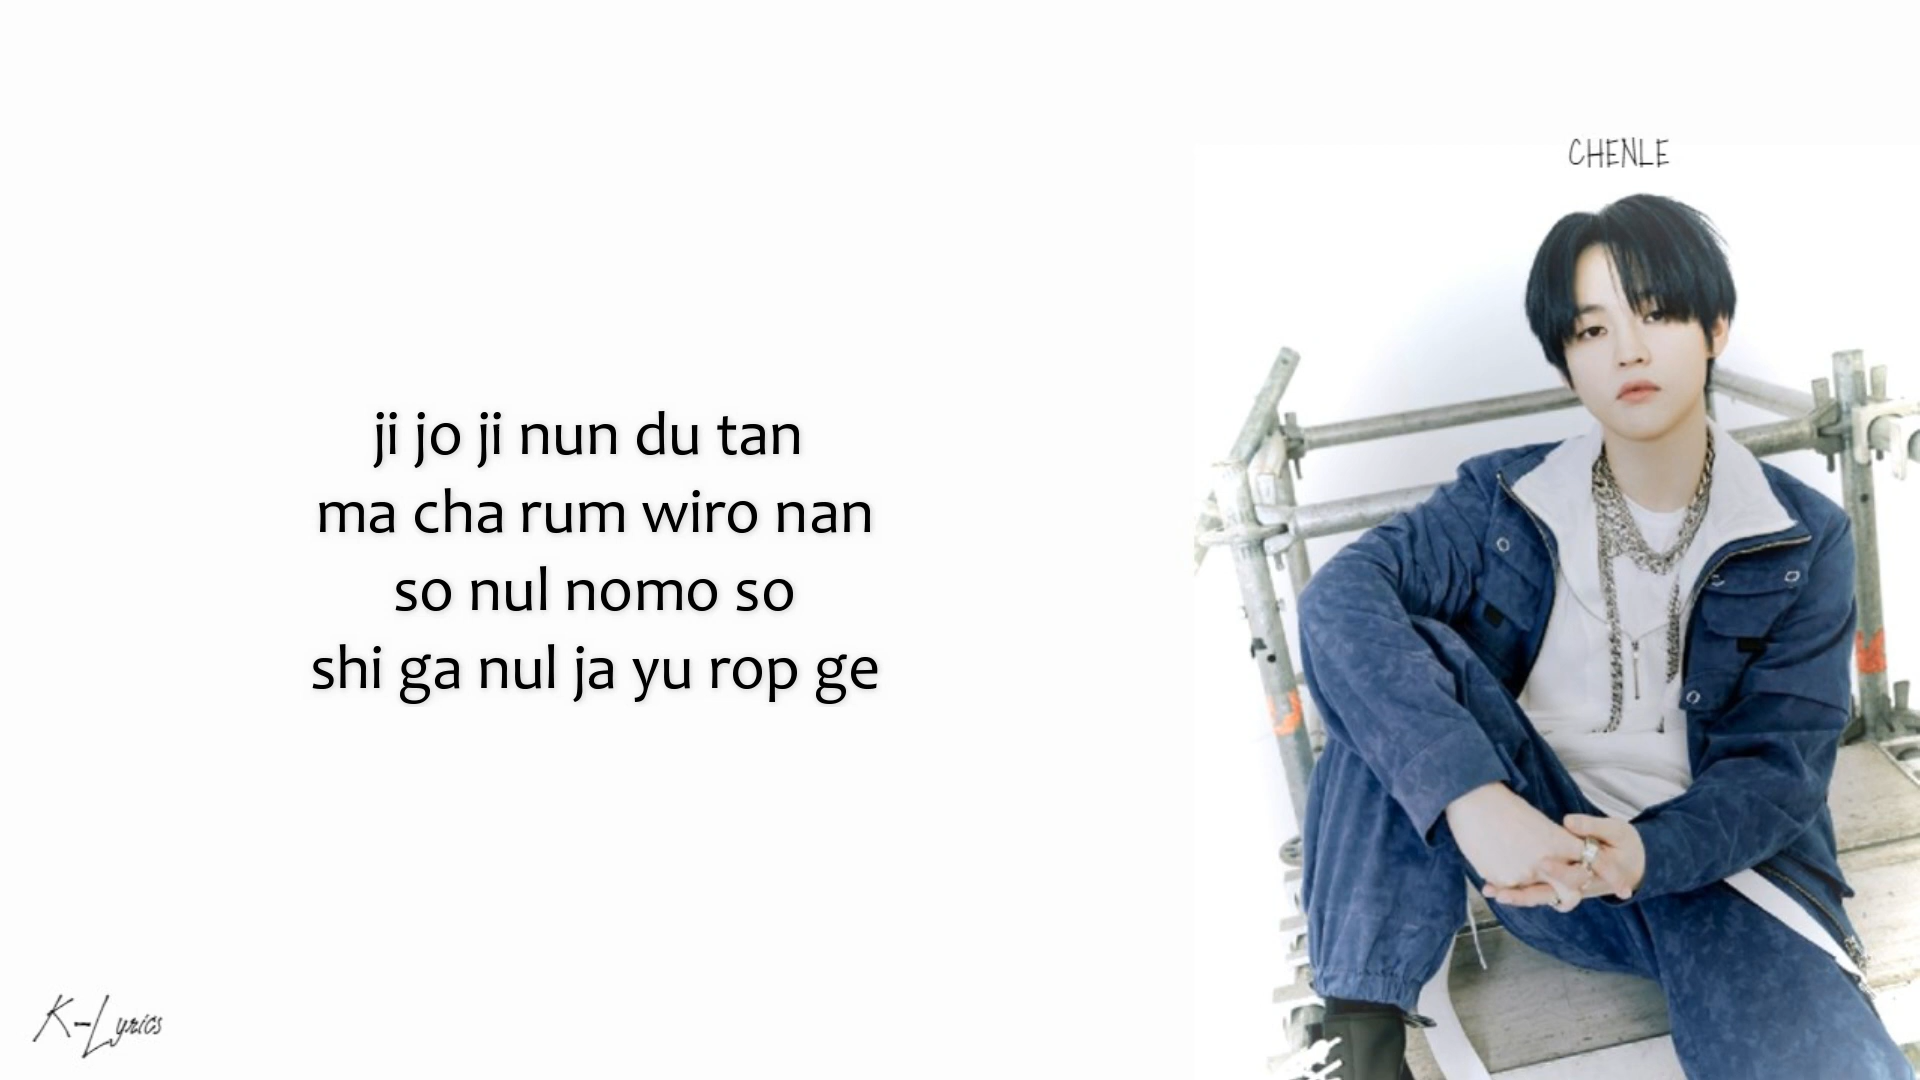 CHENLE
ji jo ji nun du tan
ma cha rum wiro nan
so nul nomo so
shi ga nul ja yu rop ge
K-Lyrics